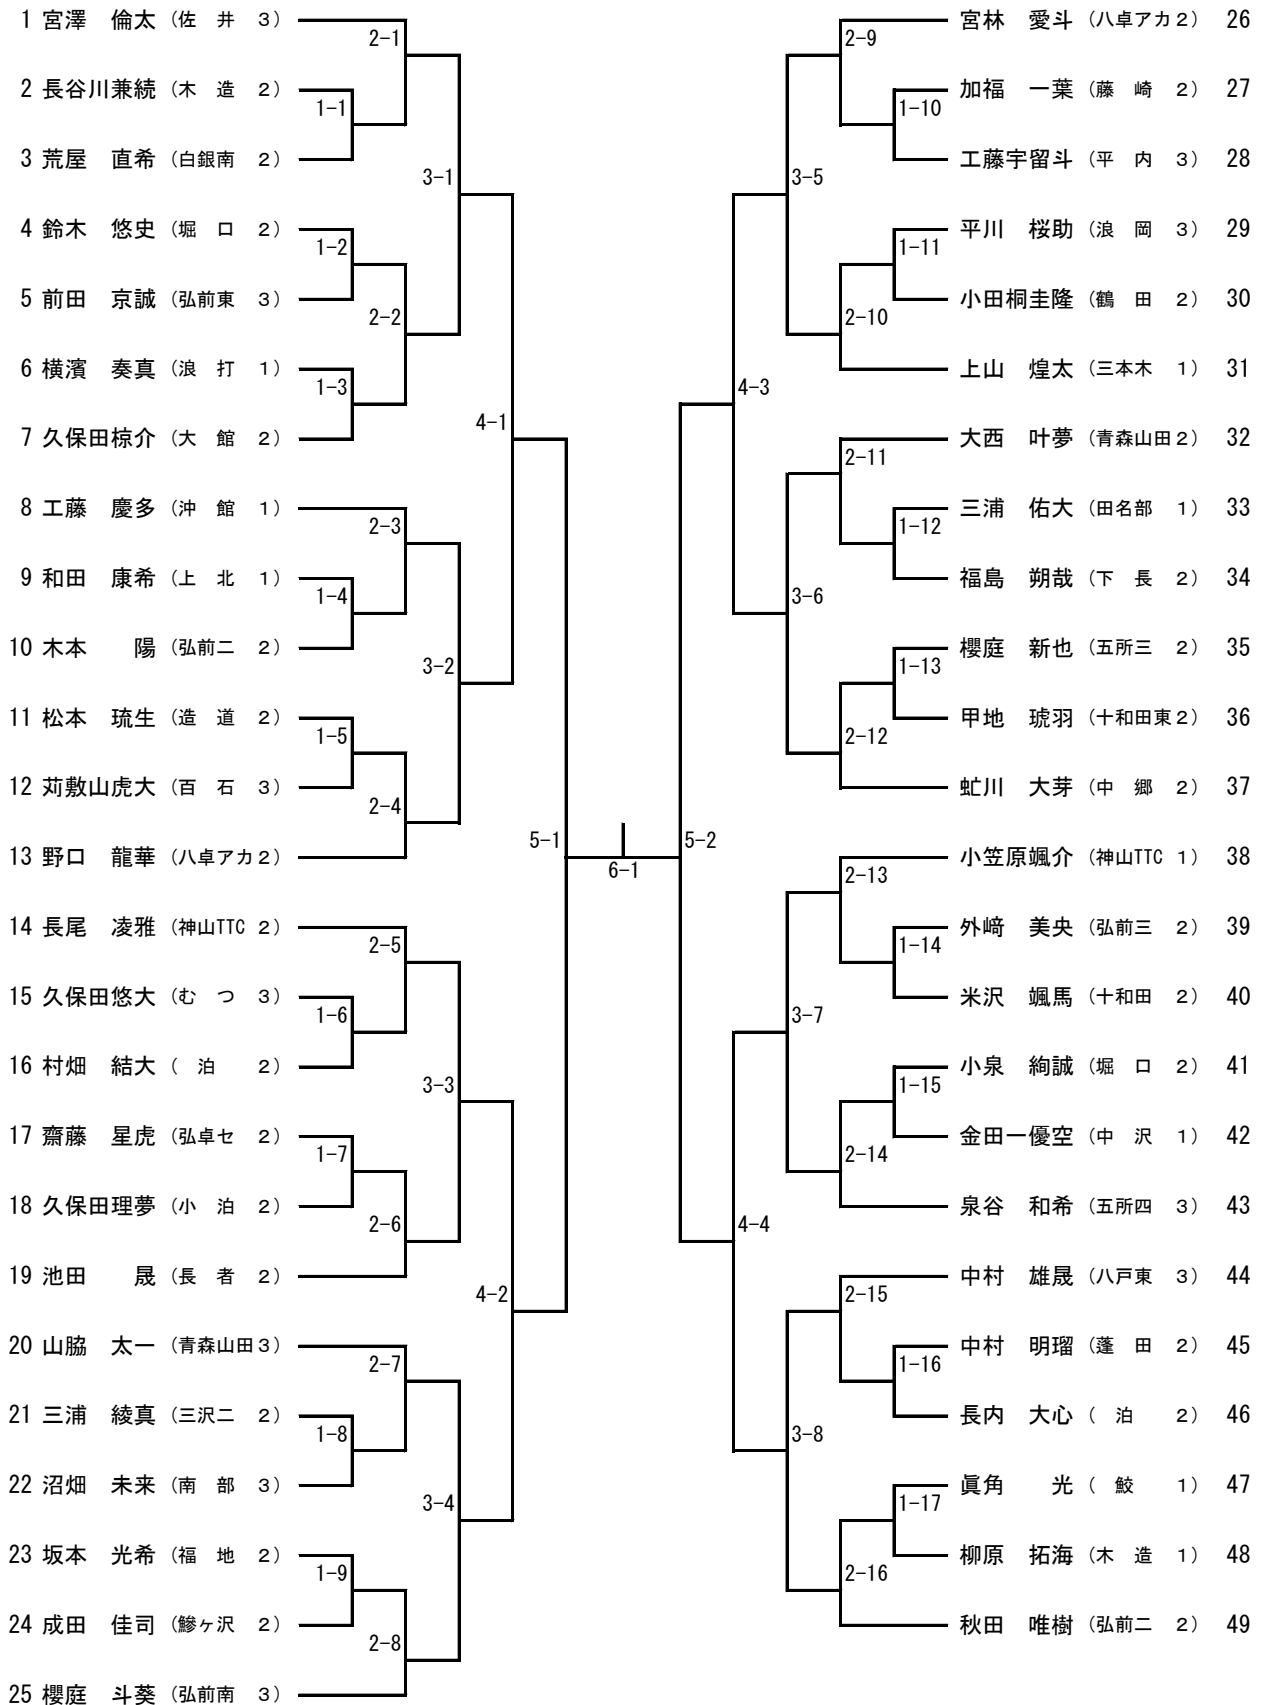 1 宮澤　倫太（佐　井　3）
2 長谷川兼続（木　造　2）
3 荒屋　直希（白銀南　2）
4 鈴木　悠史（堀　口　2）
5 前田　京誠（弘前東　3）
6 横濱　奏真（浪　打　1）
7 久保田椋介（大　館　2）
8 工藤　慶多（沖　館　1）
9 和田　康希（上　北　1）
10 木本　　陽（弘前二　2）
11 松本　琉生（造　道　2）
12 苅敷山虎大（百　石　3）
13 野口　龍華（八卓アカ2）
14 長尾　凌雅（神山TTC 2）
15 久保田悠大（む　つ　3）
16 村畑　結大（　泊　　2）
17 齋藤　星虎（弘卓セ　2）
18 久保田理夢（小　泊　2）
19 池田　　晟（長　者　2）
20 山脇　太一（青森山田3）
21 三浦　綾真（三沢二　2）
22 沼畑　未来（南　部　3）
23 坂本　光希（福　地　2）
24 成田　佳司（鰺ヶ沢　2）
25 櫻庭　斗葵（弘前南　3）
2-1
1-1
3-1
1-2
2-2
1-3
4-1
2-3
1-4
3-2
1-5
2-4
5-1
2-5
1-6
3-3
1-7
2-6
4-2
2-7
1-8
3-4
1-9
2-8
6-1
2-9
1-10
3-5
1-11
2-10
4-3
2-11
1-12
3-6
1-13
2-12
5-2
2-13
1-14
3-7
1-15
2-14
4-4
2-15
1-16
3-8
1-17
2-16
宮林　愛斗（八卓アカ2）26
加福　一葉（藤　崎　2）27
工藤宇留斗（平　内　3）28
平川　桜助（浪　岡　3）29
小田桐圭隆（鶴　田　2）30
上山　煌太（三本木　1）31
大西　叶夢（青森山田2）32
三浦　佑大（田名部　1）33
福島　朔哉（下　長　2）34
櫻庭　新也（五所三　2）35
甲地　琥羽（十和田東2）36
虻川　大芽（中　郷　2）37
小笠原颯介（神山TTC 1）38
外﨑　美央（弘前三　2）39
米沢　颯馬（十和田　2）40
小泉　絢誠（堀　口　2）41
金田一優空（中　沢　1）42
泉谷　和希（五所四　3）43
中村　雄晟（八戸東　3）44
中村　明瑠（蓬　田　2）45
長内　大心（　泊　　2）46
眞角　　光（　鮫　　1）47
柳原　拓海（木　造　1）48
秋田　唯樹（弘前二　2）49